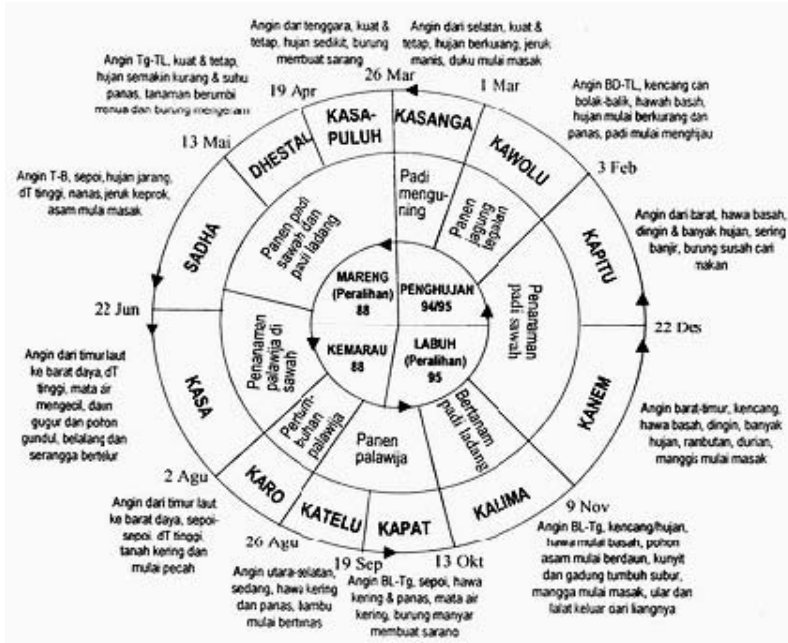 Angin dari tenggara, kuat &
tetap, hujan sedikit, burung
membuat sarang
26 Mar
Angin dari selatan, kuat &
tetap, hujan berkurang, jeruk
manis, duku mulai masak
1 Mar
Angin BD-TL, kencang dan
bolak-balik, hawah basah,
hujan mulai berkurang dan
panas, padi mulai menghijau
3 Feb
Angin dari barat, hawa basah,
dingin & banyak hujan, sering
banjir, burung susah cari
makan
22 Des
Angin barat-timur, kencang,
hawa basah, dingin, banyak
hujan, rambutan, durian,
manggis mulai masak
9 Nov
Angin BL-Tg, kencang/hujan,
hawa mulai basah, pohon
asam mulai berdaun, kunyit
dan gadung tumbuh subur,
mangga mulai masak, ular dan
lalat keluar dari liangnya
13 Okt
Angin BL-Tg, sepoi, hawa
kering & panas, mata air
kering, burung manyar
membuat sarang
19 Sep
Angin utara-selatan,
sedang, hawa kering
dan panas,
mulai
26 Agu
Angin dari timur laut
ke barat daya, sepoi-
sepoi. dT tinggi,
tanah kering dan
mulai pecah
2 Agu
Angin dari timur laut
ke barat daya, dT
tinggi, mata air
mengecil, daun
gugur dan pohon
gundul, belalang dan
serangga bertelur
22 Jun
Angin T-B, sepoi, hujan jarang,
dT tinggi, nanas, jeruk keprok,
asam mulai masak
13 Mai
Angin Tg-TL, kuat & tetap,
hujan semakin kurang & suhu
panas, tanaman berumbi
menua dan burung mengeram
19 Apr
KASA-
PULUH
KASANGA
KAWOLU
KAPITU
KANEM
KALIMA
KAPAT
KATELU
KARO
KASA
SADHA
DHESTAL
Padi
mengu-
ning
Panen
jagung
tegalan
Penanaman
padi sawah
Bertanam
padi ladang
Panen
palawija
Pertum-
buhan
palawija
Penanaman
palawija di
sawah
Panen padi
sawah dan
padi ladang
MARENG
(Peralihan)
88
PENGHUJAN
94/95
KEMARAU
88
LABUH
(Peralihan)
95